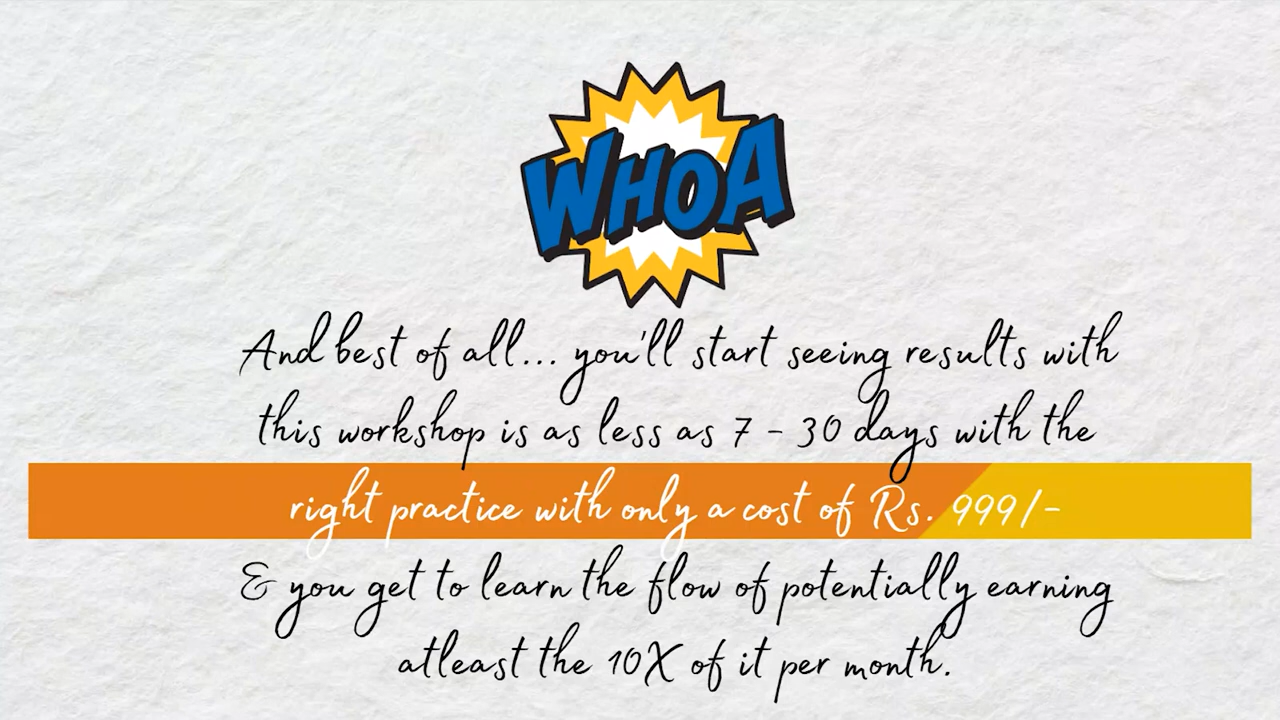 WHOA
And best of all... you'll start seeing results with
this workshop is as less as 7 - 30 days with the
right practice with only a cost of Rs. 999/-
& you get to learn the flow of potentially earning
atleast the 10X of it per month.